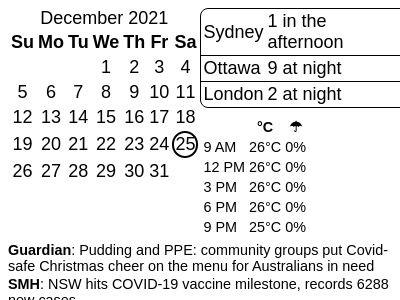 December 2021
Su Mo Tu We Th Fr Sa
1 2 3 4
5 6 7 8 9 10 11
12 13 14 15 16 17 18
19 20 21 22 23 24 25
26 27 28 29 30 31
Sydney 1 in the afternoon
Ottawa 9 at night
London 2 at night
°C ☂
9 AM 26°C 0%
12 PM 26°C 0%
3 PM 26°C 0%
6 PM 26°C 0%
9 PM 25°C 0%
Guardian: Pudding and PPE: community groups put Covid-
safe Christmas cheer on the menu for Australians in need
SMH: NSW hits COVID-19 vaccine milestone, records 6288
new cases